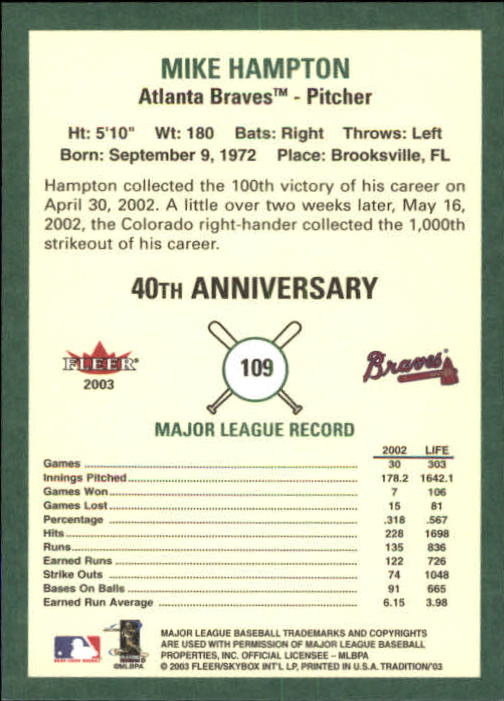 MIKE HAMPTON
Atlanta Braves™ - Pitcher
Ht: 5'10" Wt: 180 Bats: Right Throws: Left
Born: September 9, 1972 Place: Brooksville, FL
Hampton collected the 100th victory of his career on
April 30, 2002. A little over two weeks later, May 16,
2002, the Colorado right-hander collected the 1,000th
strikeout of his career.
40TH ANNIVERSARY
FLEER®
2003
109
Braves
MAJOR LEAGUE RECORD
2002 LIFE
Games 30 303
Innings Pitched 178.2 1642.1
Games Won 7 106
Games Lost 15 81
Percentage .318 .567
Hits 228 1698
Runs 135 836
Earned Runs 122 726
Strike Outs 74 1048
Bases On Balls 91 665
Earned Run Average 6.15 3.98
©MLBPA
MAJOR LEAGUE BASEBALL TRADEMARKS AND COPYRIGHTS
ARE USED WITH PERMISSION OF MAJOR LEAGUE BASEBALL
PROPERTIES, INC. OFFICIAL LICENSEE - MLBPA
© 2003 FLEER/SKYBOX INT'L LP, PRINTED IN U.S.A. TRADITION/'03